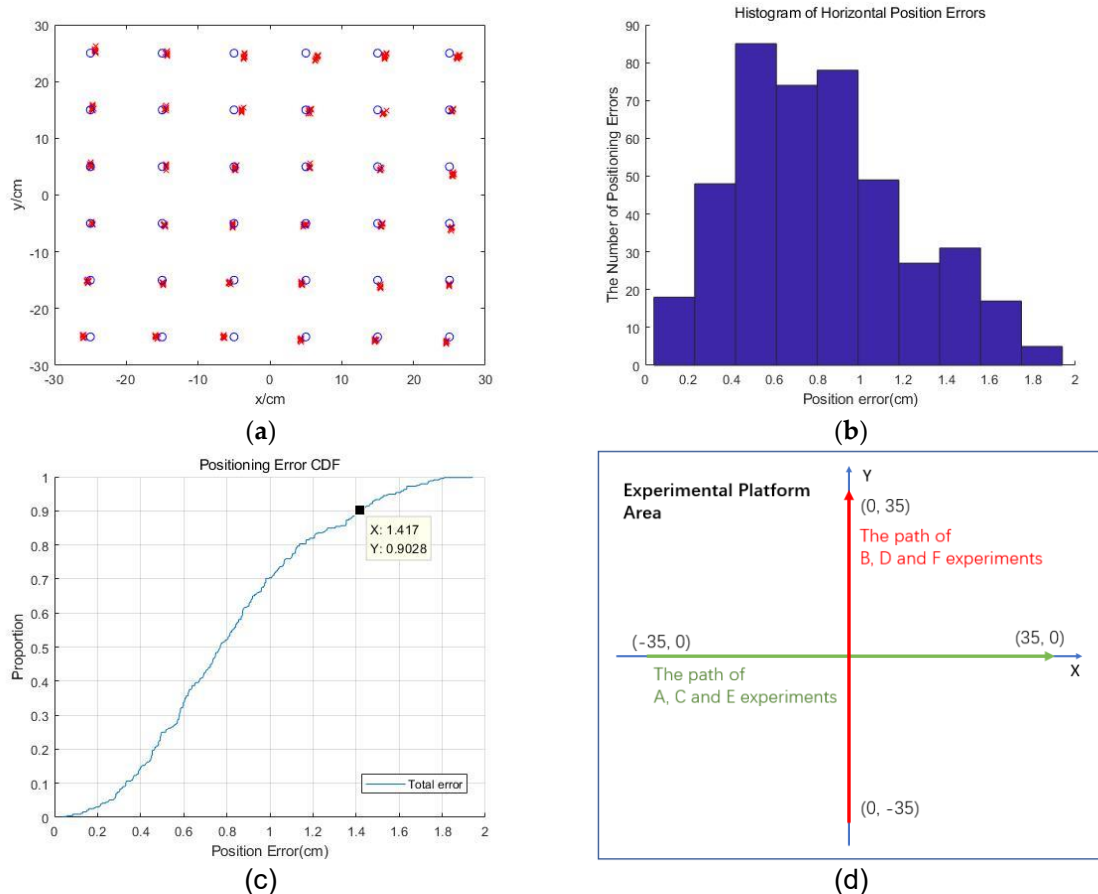 30
20
10
0
-10
-20
-30
y/cm
-30
-20
-10
0
10
20
30
x/cm
(a)
Histogram of Horizontal Position Errors
90
80
70
60
50
40
30
20
10
0
The Number of Positioning Errors
0
0.2
0.4
0.6
0.8
1
1.2
1.4
1.6
1.8
2
Position error(cm)
(b)
Positioning Error CDF
1
0.9
0.8
0.7
0.6
0.5
0.4
0.3
0.2
0.1
0
Proportion
X: 1.417
Y: 0.9028
Total error
0
0.2
0.4
0.6
0.8
1
1.2
1.4
1.6
1.8
2
Position Error(cm)
(c)
Experimental Platform
Area
Y
(0, 35)
The path of
B, D and F experiments
(-35, 0)
(35, 0)
X
The path of
A, C and E experiments
(0, -35)
(d)